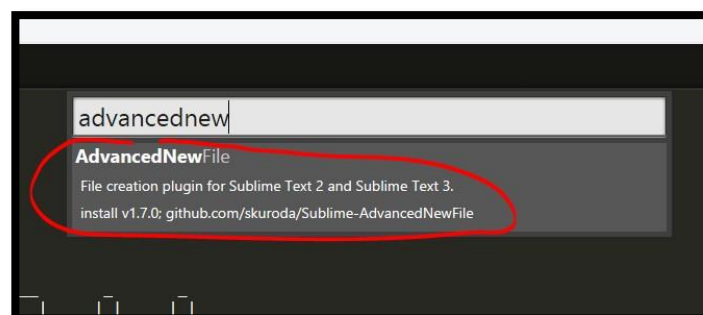 advancednew
AdvancedNewFile
File creation plugin for Sublime Text 2 and Sublime Text 3.
install v1.7.0; github.com/skuroda/Sublime-AdvancedNewFile